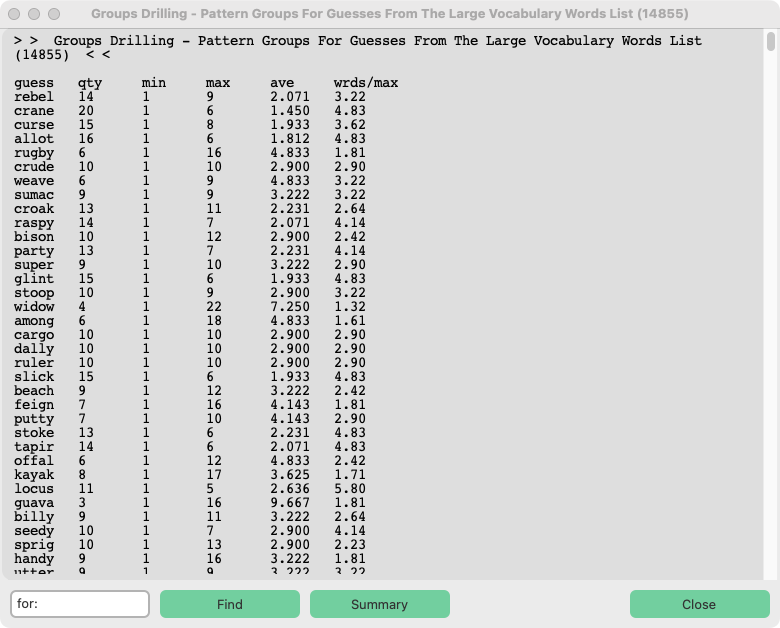 Groups Drilling - Pattern Groups For Guesses From The Large Vocabulary Words List (14855)
> >  Groups Drilling - Pattern Groups For Guesses From The Large Vocabulary Words List
(14855)  < <
guess qty min max ave wrds/max
rebel 14 1 9 2.071 3.22
crane 20 1 6 1.450 4.83
curse 15 1 8 1.933 3.62
allot 16 1 6 1.812 4.83
rugby 6 1 16 4.833 1.81
crude 10 1 10 2.900 2.90
weave 6 1 9 4.833 3.22
sumac 9 1 9 3.222 3.22
croak 13 1 11 2.231 2.64
raspy 14 1 7 2.071 4.14
bison 10 1 12 2.900 2.42
party 13 1 7 2.231 4.14
super 9 1 10 3.222 2.90
glint 15 1 6 1.933 4.83
stoop 10 1 9 2.900 3.22
widow 4 1 22 7.250 1.32
among 6 1 18 4.833 1.61
cargo 10 1 10 2.900 2.90
dally 10 1 10 2.900 2.90
ruler 10 1 10 2.900 2.90
slick 15 1 6 1.933 4.83
beach 9 1 12 3.222 2.42
feign 7 1 16 4.143 1.81
putty 7 1 10 4.143 2.90
stoke 13 1 6 2.231 4.83
tapir 14 1 6 2.071 4.83
offal 6 1 12 4.833 2.42
kayak 8 1 17 3.625 1.71
locus 11 1 5 2.636 5.80
guava 3 1 16 9.667 1.81
billy 9 1 11 3.222 2.64
seedy 10 1 7 2.900 4.14
sprig 10 1 13 2.900 2.23
handy 9 1 16 3.222 1.81
utter 9 1 9 3.222 3.22
for: Find Summary Close